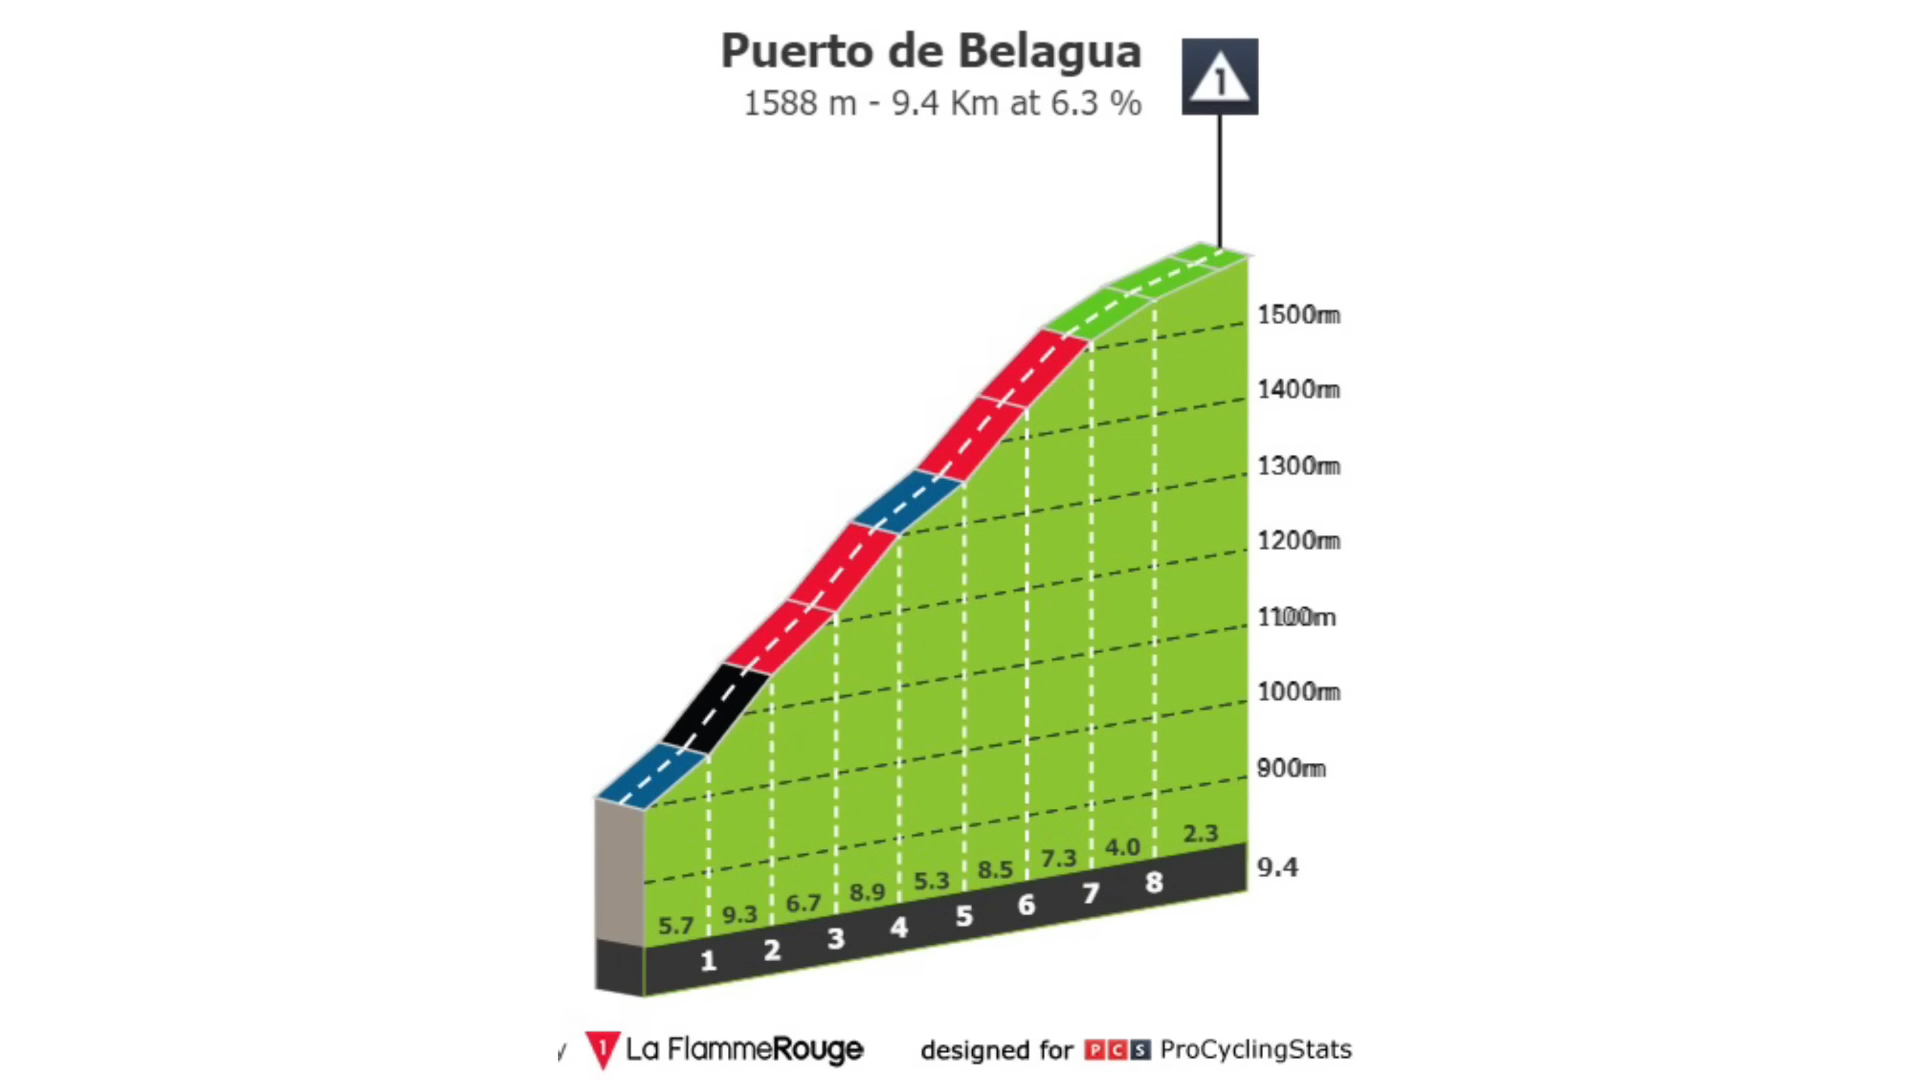 Puerto de Belagua
1588 m - 9.4 Km at 6.3 %
1
1500m
1400m
1300m
1200m
1100m
1000m
900m
9.4
5.7 9.3 6.7 8.9 5.3 8.5 7.3 4.0 2.3
1 2 3 4 5 6 7 8
1 La FlammeRouge designed for PCS ProCyclingStats